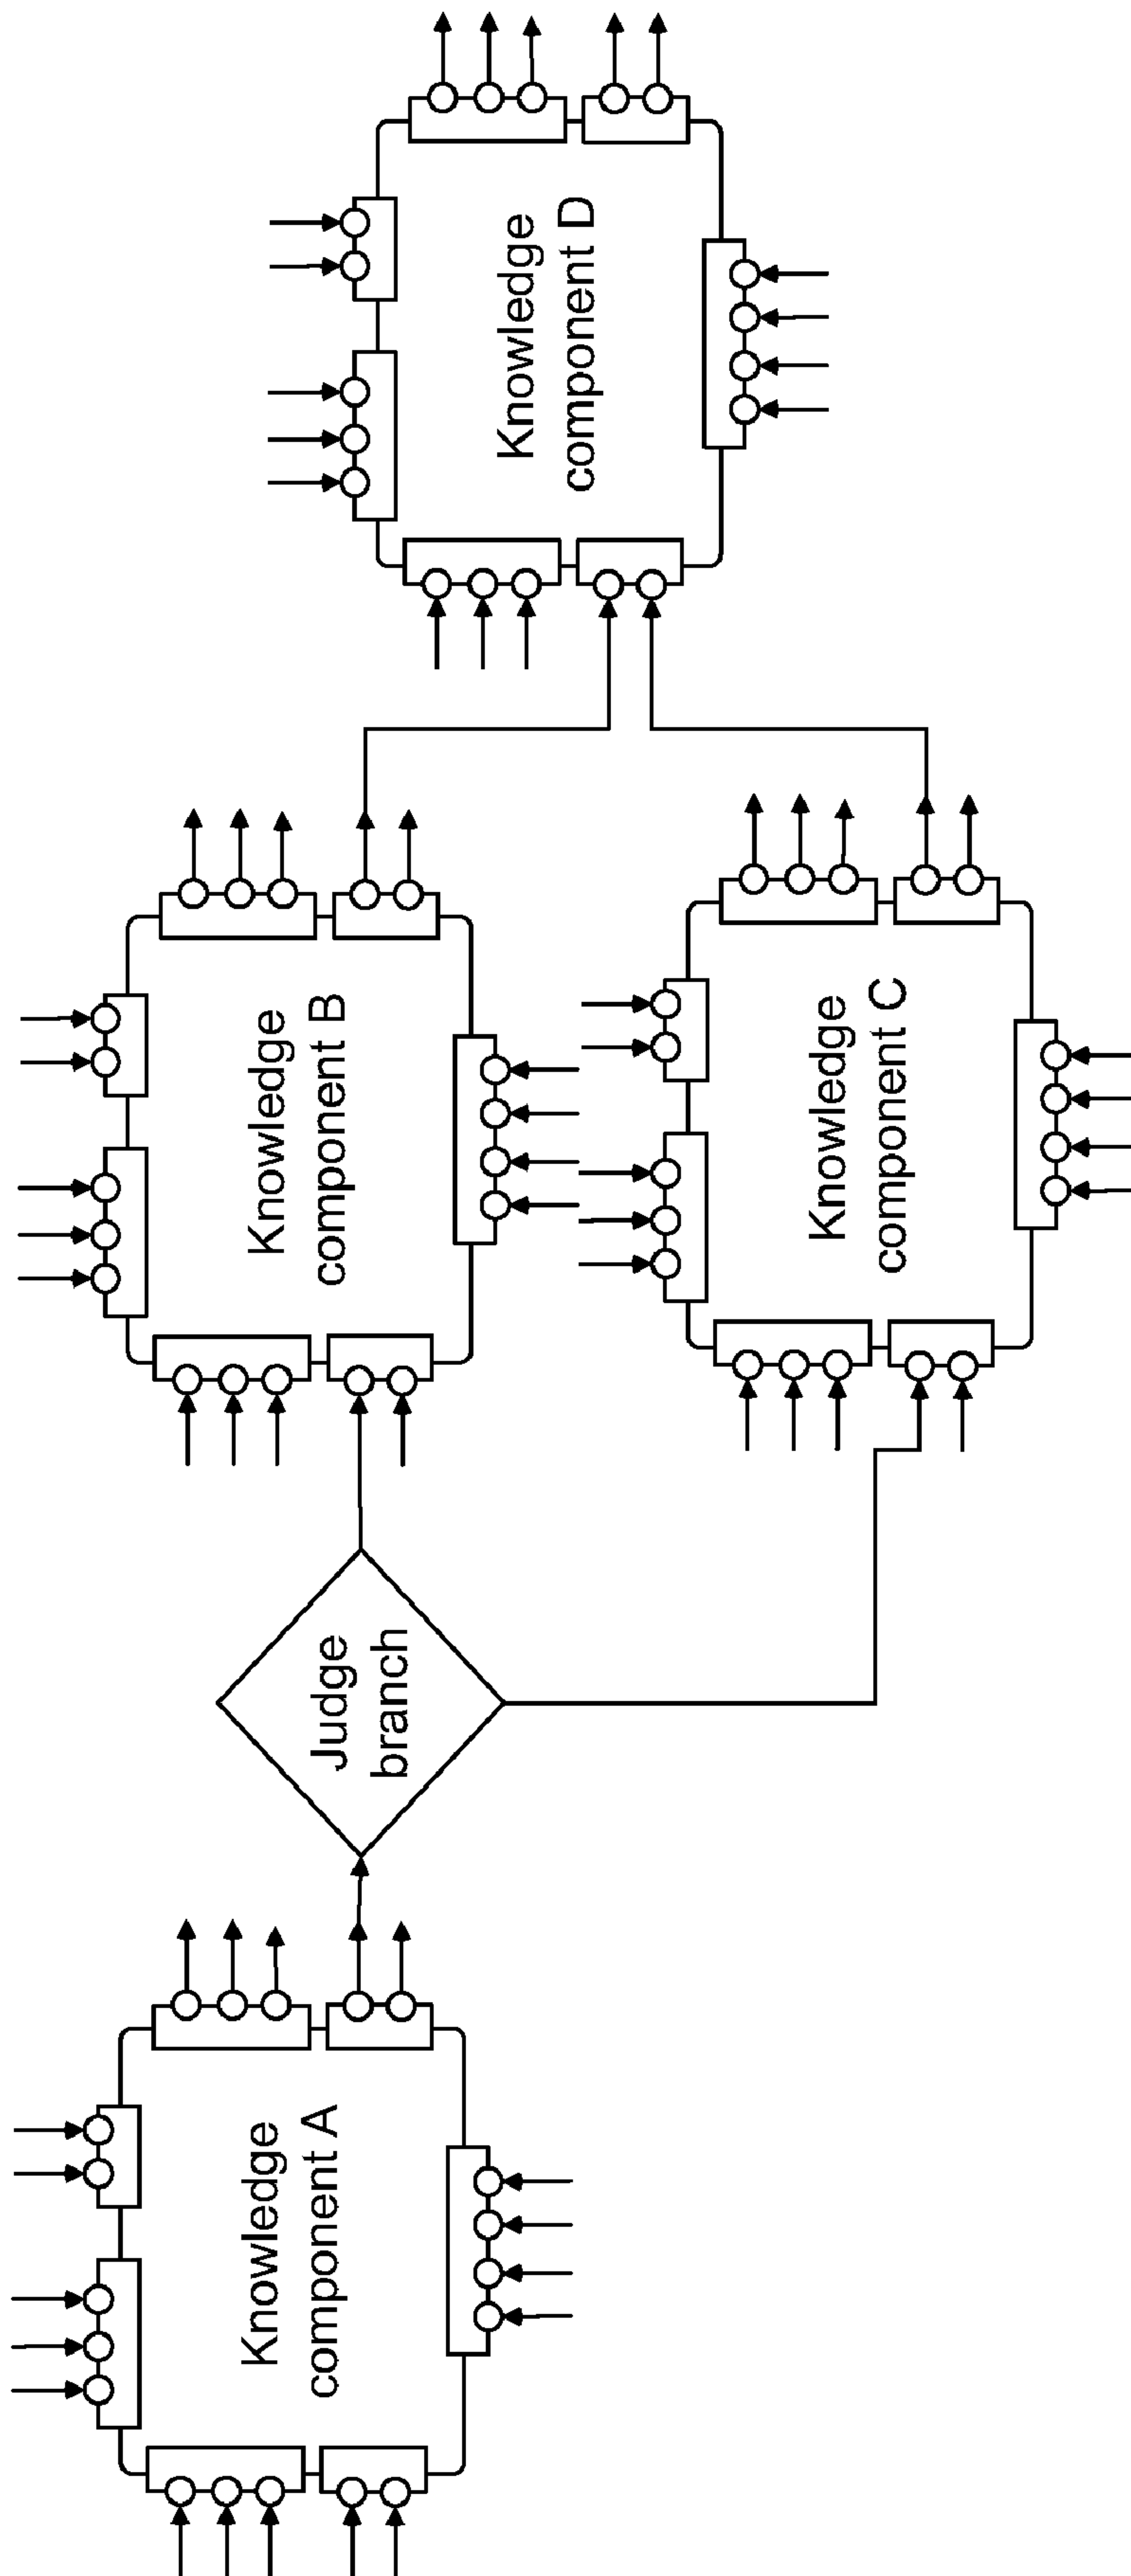 Knowledge
component A
Judge
branch
Knowledge
component B
Knowledge
component C
Knowledge
component D